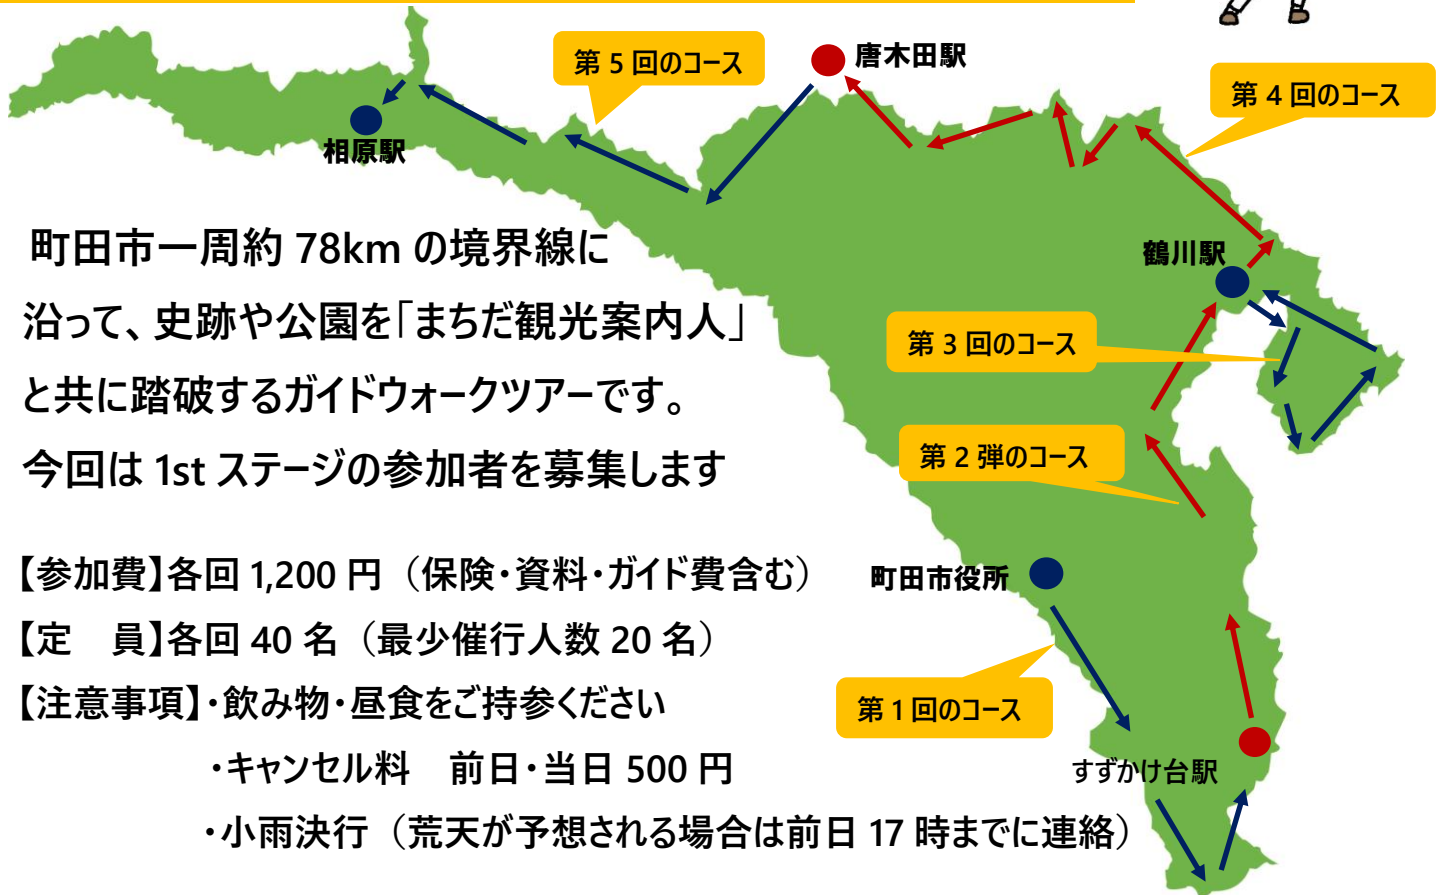 第 5 回のコース
唐木田駅
第 4 回のコース
相原駅
町田市一周約 78km の境界線に
沿って、史跡や公園を「まちだ観光案内人」
と共に踏破するガイドウォークツアーです。
今回は 1st ステージの参加者を募集します
鶴川駅
第 3 回のコース
第 2 弾のコース
【参加費】各回 1,200 円（保険・資料・ガイド費含む）
町田市役所
【定　員】各回 40 名（最少催行人数 20 名）
【注意事項】・飲み物・昼食をご持参ください
第 1 回のコース
・キャンセル料　前日・当日 500 円
すずかけ台駅
・小雨決行（荒天が予想される場合は前日 17 時までに連絡）